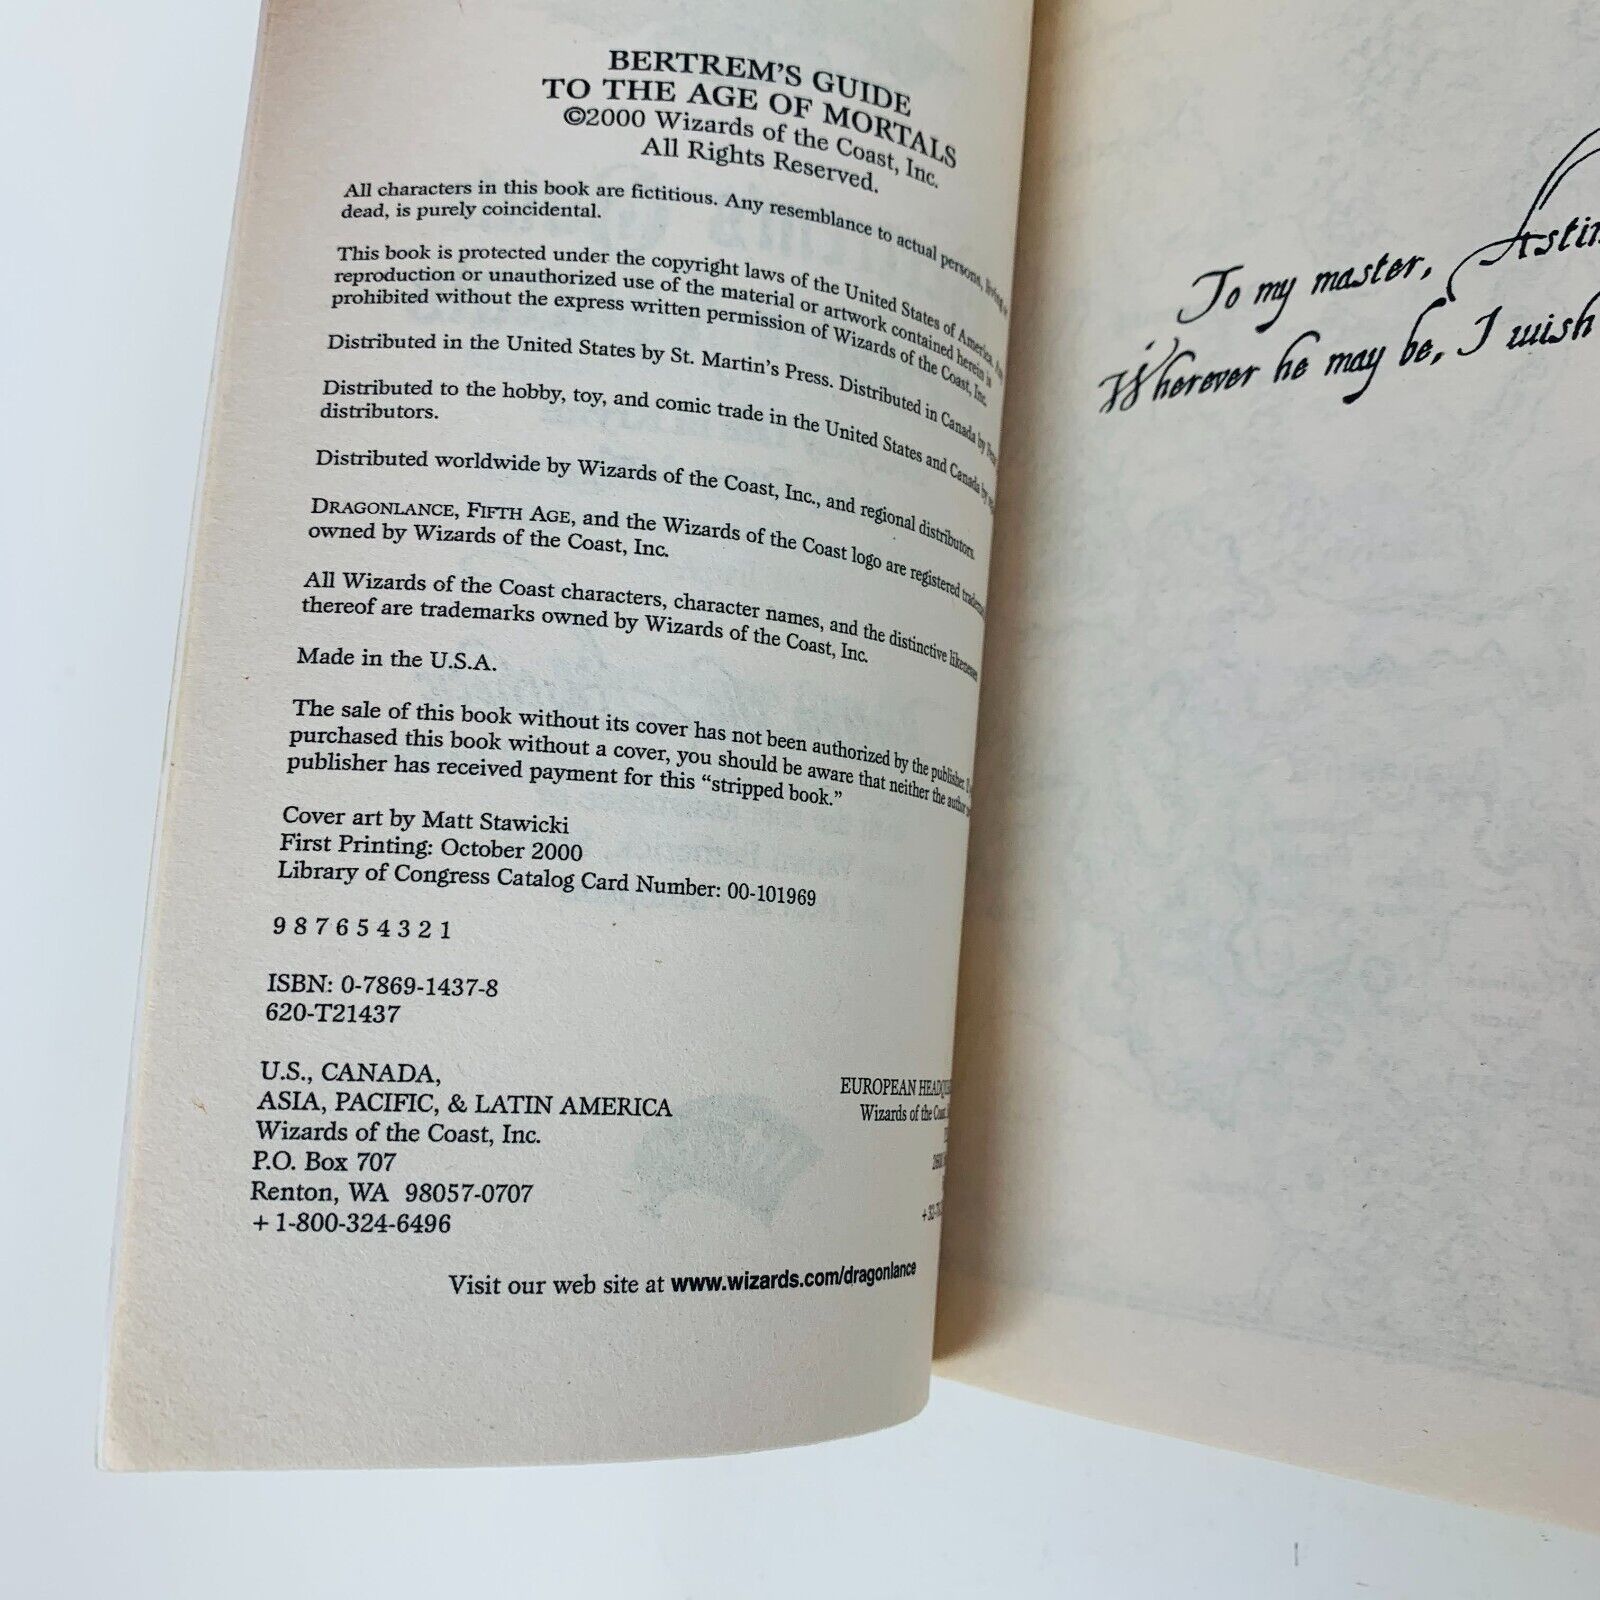 BERTREM'S GUIDE
TO THE AGE OF MORTALS
©2000 Wizards of the Coast, Inc.
All Rights Reserved.
All characters in this book are fictitious. Any resemblance to actual persons, living or
dead, is purely coincidental.
This book is protected under the copyright laws of the United States of America. Any
reproduction or unauthorized use of the material or artwork contained herein is
prohibited without the express written permission of Wizards of the Coast, Inc.
Distributed in the United States by St. Martin's Press. Distributed in Canada by
Distributed to the hobby, toy, and comic trade in the United States and Canada by
distributors.
Distributed worldwide by Wizards of the Coast, Inc., and regional distributors.
DRAGONLANCE, FIFTH AGE, and the Wizards of the Coast logo are registered
owned by Wizards of the Coast, Inc.
All Wizards of the Coast characters, character names, and the distinctive likenesses
thereof are trademarks owned by Wizards of the Coast, Inc.
Made in the U.S.A.
The sale of this book without its cover has not been authorized by the publisher.
purchased this book without a cover, you should be aware that neither the author
publisher has received payment for this “stripped book.”
Cover art by Matt Stawicki
First Printing: October 2000
Library of Congress Catalog Card Number: 00-101969
9 8 7 6 5 4 3 2 1
ISBN: 0-7869-1437-8
620-T21437
U.S., CANADA,
ASIA, PACIFIC, & LATIN AMERICA
Wizards of the Coast, Inc.
P.O. Box 707
Renton, WA 98057-0707
+1-800-324-6496
EUROPEAN
Wizards of the Coast,
Visit our web site at www.wizards.com/dragonlance
To my master, Astin
Wherever he may be, I wish